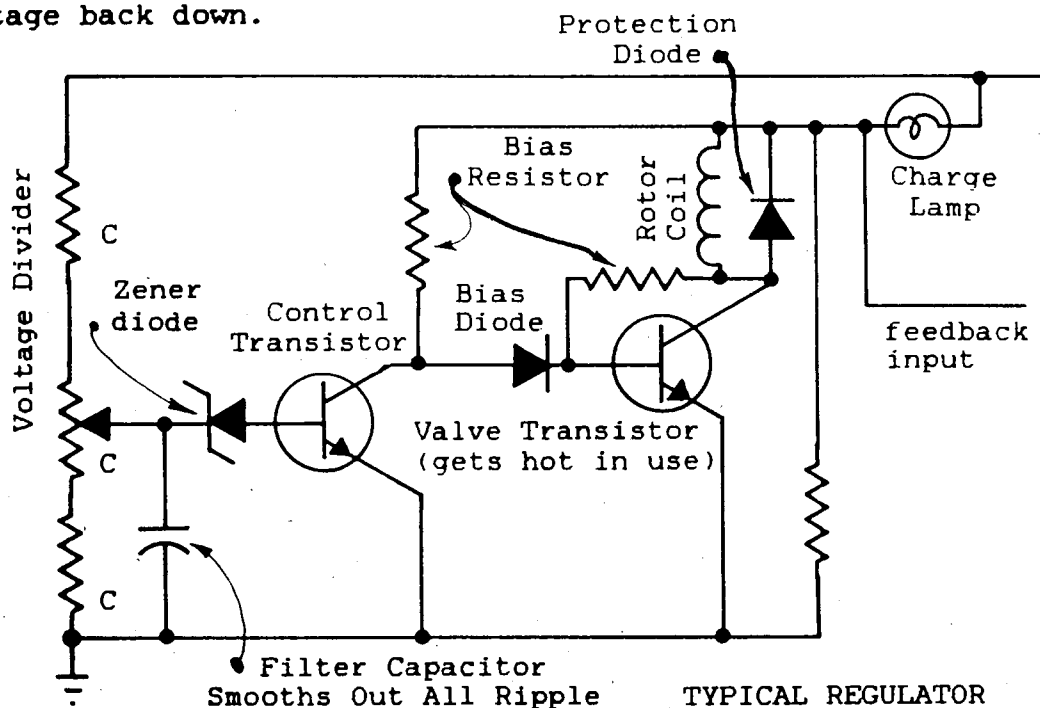 tage back down.
Protection
Diode
Bias
Resistor
Rotor
Coil
Charge
Lamp
Voltage Divider
C
Zener
diode
Control
Transistor
Bias
Diode
feedback
input
Valve Transistor
(gets hot in use)
C
C
Filter Capacitor
Smooths Out All Ripple
TYPICAL REGULATOR